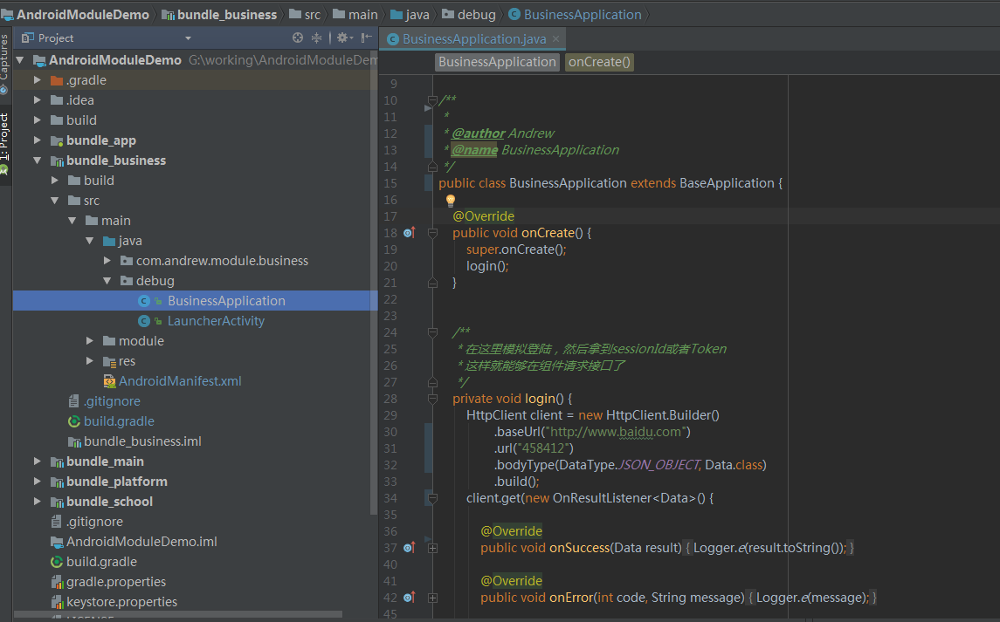 AndroidModuleDemo bundle_business src main java debug BusinessApplication
Project
BusinessApplication.java
Captures
1: Project
AndroidModuleDemo G:\working\AndroidModuleDem
.gradle
.idea
build
bundle_app
bundle_business
build
src
main
java
com.andrew.module.business
debug
BusinessApplication
LauncherActivity
module
res
AndroidManifest.xml
.gitignore
build.gradle
bundle_business.iml
bundle_main
bundle_platform
bundle_school
.gitignore
AndroidModuleDemo.iml
build.gradle
gradle.properties
keystore.properties
LICENSE
BusinessApplication onCreate()
9
10 /**
11 *
12 * @author Andrew
13 * @name BusinessApplication
14 */
15 public class BusinessApplication extends BaseApplication {
16
17 @Override
18 public void onCreate() {
19 super.onCreate();
20 login();
21 }
22
23
24 /**
25 * 在这里模拟登陆，然后拿到sessionId或者Token
26 * 这样就能够在组件请求接口了
27 */
28 private void login() {
29 HttpClient client = new HttpClient.Builder()
30 .baseUrl("http://www.baidu.com")
31 .url("458412")
32 .bodyType(DataType.JSON_OBJECT, Data.class)
33 .build();
34 client.get(new OnResultListener<Data>() {
35
36 @Override
37 public void onSuccess(Data result) { Logger.e(result.toString()); }
40
41 @Override
42 public void onError(int code, String message) { Logger.e(message); }
45